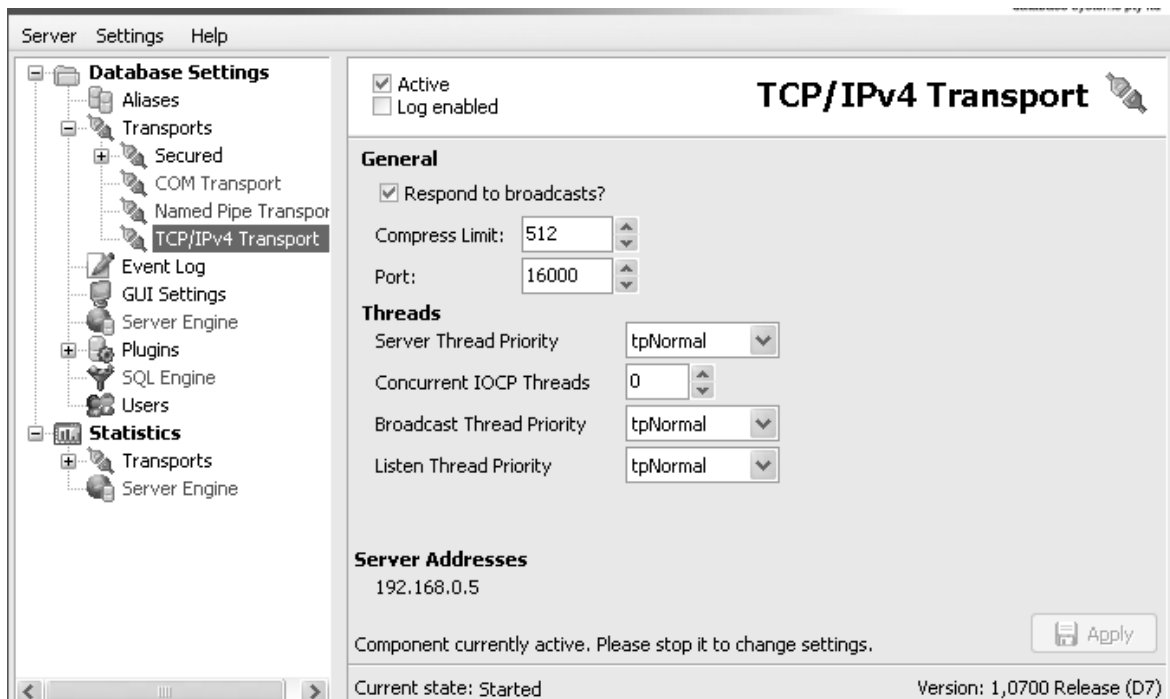 database systems pty ltd
Server Settings Help
Database Settings
Aliases
Transports
Secured
COM Transport
Named Pipe Transpor
TCP/IPv4 Transport
Event Log
GUI Settings
Server Engine
Plugins
SQL Engine
Users
Statistics
Transports
Server Engine
Active
Log enabled
TCP/IPv4 Transport
General
Respond to broadcasts?
Compress Limit: 512
Port: 16000
Threads
Server Thread Priority tpNormal
Concurrent IOCP Threads 0
Broadcast Thread Priority tpNormal
Listen Thread Priority tpNormal
Server Addresses
192.168.0.5
Apply
Component currently active. Please stop it to change settings.
Current state: Started
Version: 1,0700 Release (D7)